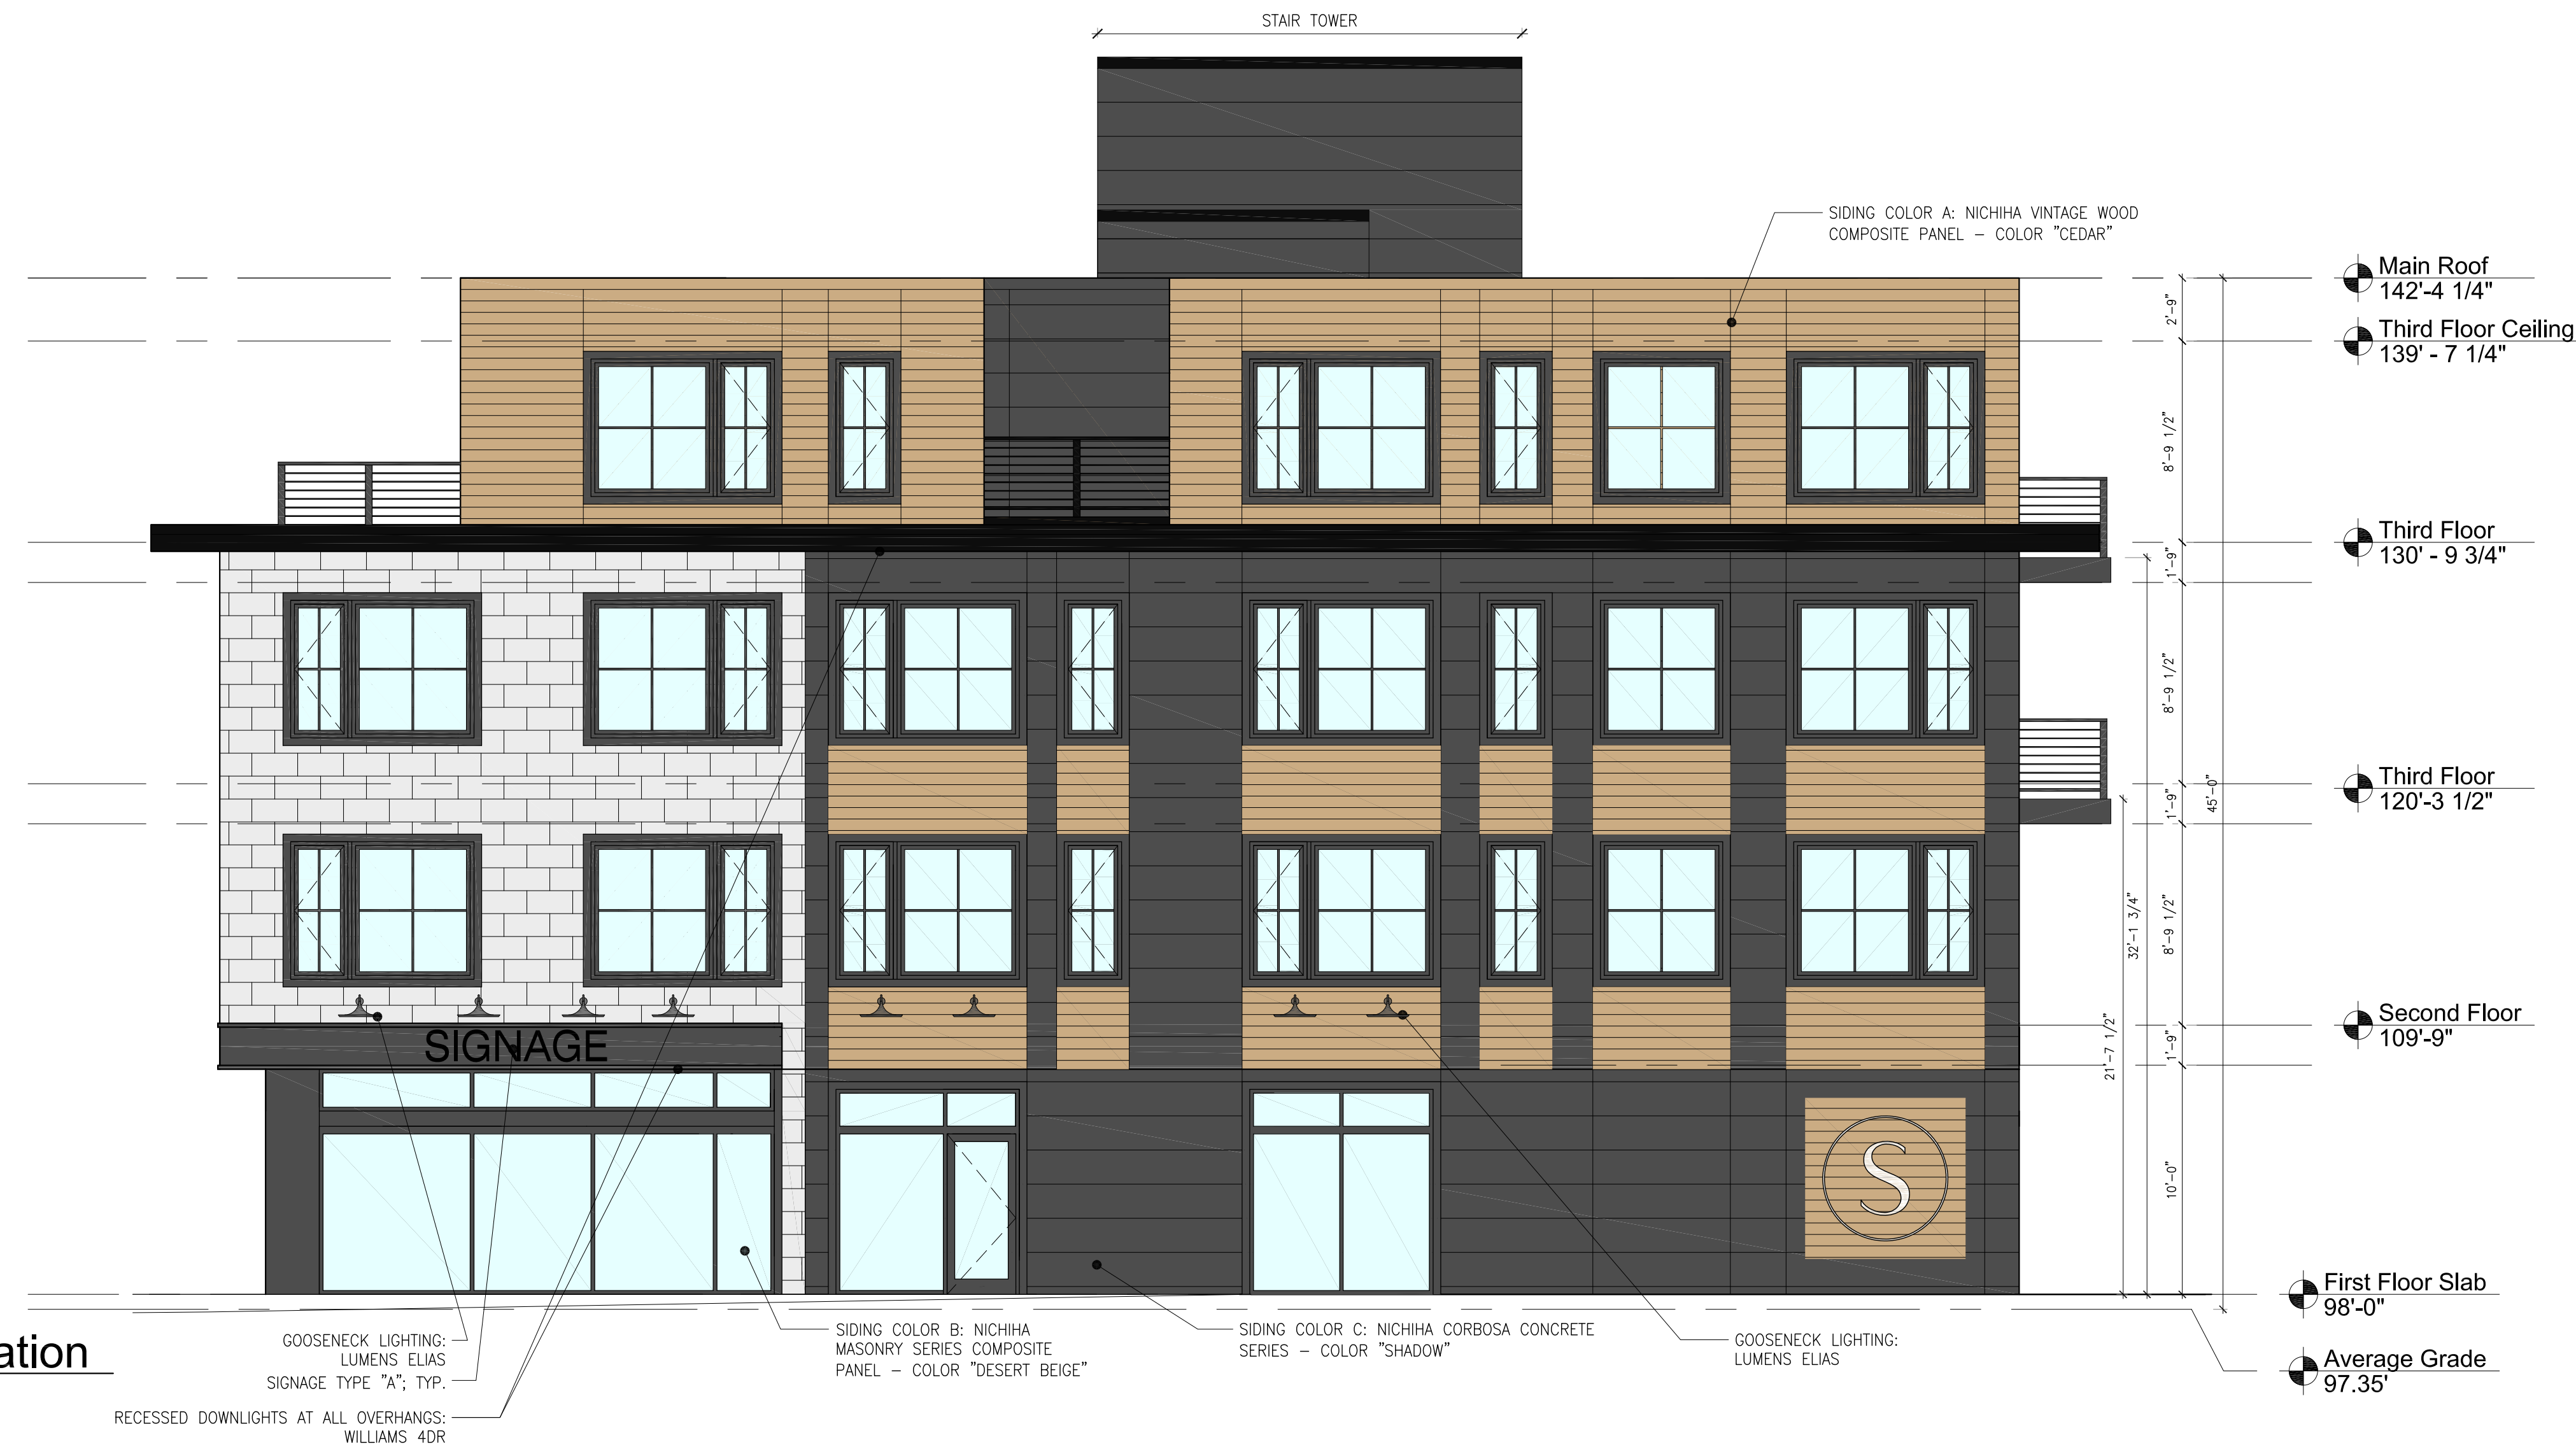 STAIR TOWER
SIDING COLOR A: NICHIHA VINTAGE WOOD
COMPOSITE PANEL – COLOR "CEDAR"
Main Roof
142'-4 1/4"
2'-9"
Third Floor Ceiling
139' - 7 1/4"
8'-9 1/2"
Third Floor
130' - 9 3/4"
1'-9"
8'-9 1/2"
Third Floor
120'-3 1/2"
1'-9"
45'-0"
32'-1 3/4"
8'-9 1/2"
Second Floor
109'-9"
21'-7 1/2"
1'-9"
SIGNAGE
10'-0"
S
First Floor Slab
98'-0"
Average Grade
97.35'
ation
GOOSENECK LIGHTING:
LUMENS ELIAS
SIGNAGE TYPE "A"; TYP.
RECESSED DOWNLIGHTS AT ALL OVERHANGS:
WILLIAMS 4DR
SIDING COLOR B: NICHIHA
MASONRY SERIES COMPOSITE
PANEL – COLOR "DESERT BEIGE"
SIDING COLOR C: NICHIHA CORBOSA CONCRETE
SERIES – COLOR "SHADOW"
GOOSENECK LIGHTING:
LUMENS ELIAS